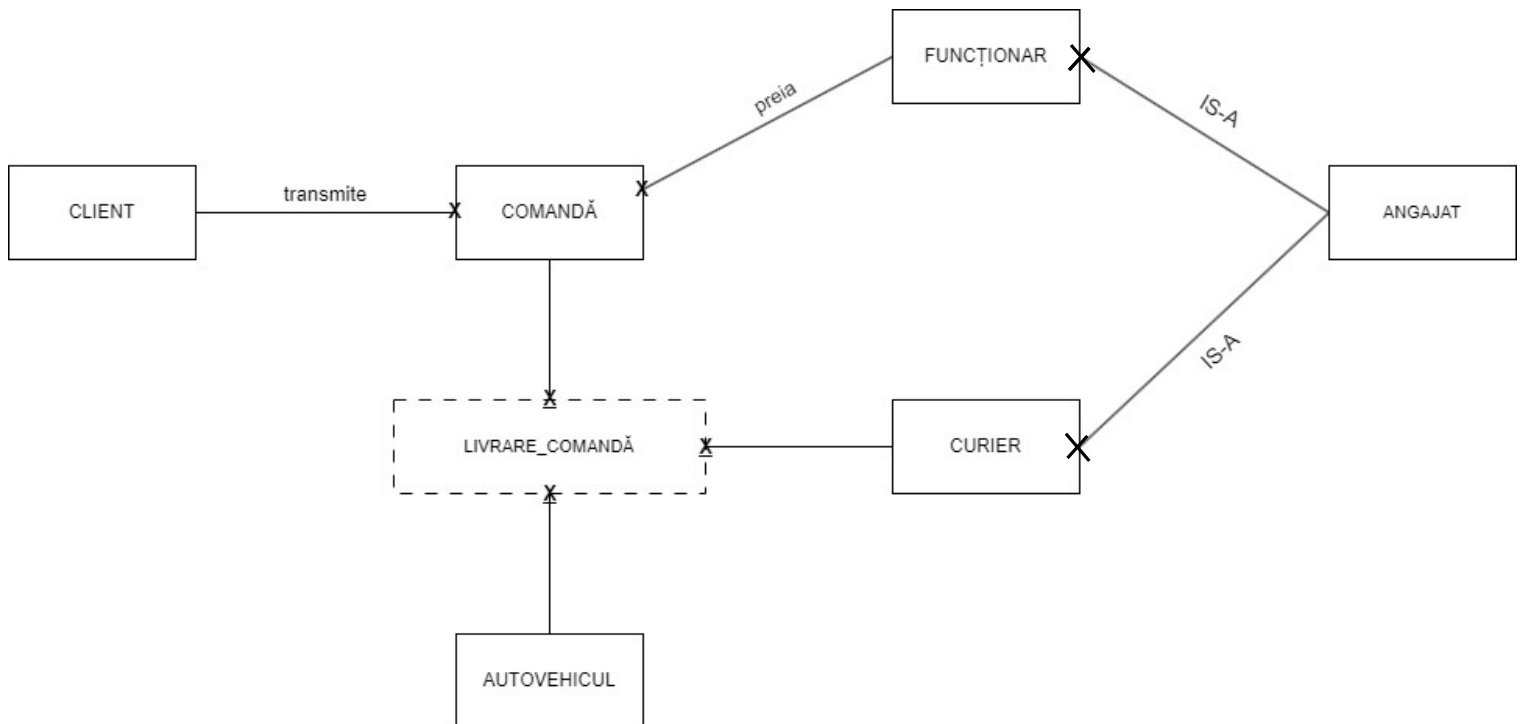 FUNCȚIONAR
preia
IS-A
CLIENT
transmite
X
COMANDĂ
X
ANGAJAT
IS-A
X
LIVRARE_COMANDĂ
X
CURIER
X
AUTOVEHICUL